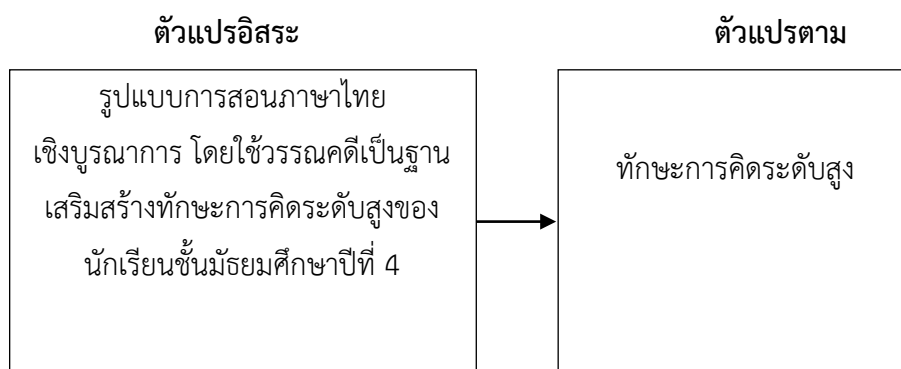 ตัวแปรอิสระ
ตัวแปรตาม
รูปแบบการสอนภาษาไทย
เชิงบูรณาการ โดยใช้วรรณคดีเป็นฐาน
เสริมสร้างทักษะการคิดระดับสูงของ
นักเรียนชั้นมัธยมศึกษาปีที่ 4
ทักษะการคิดระดับสูง